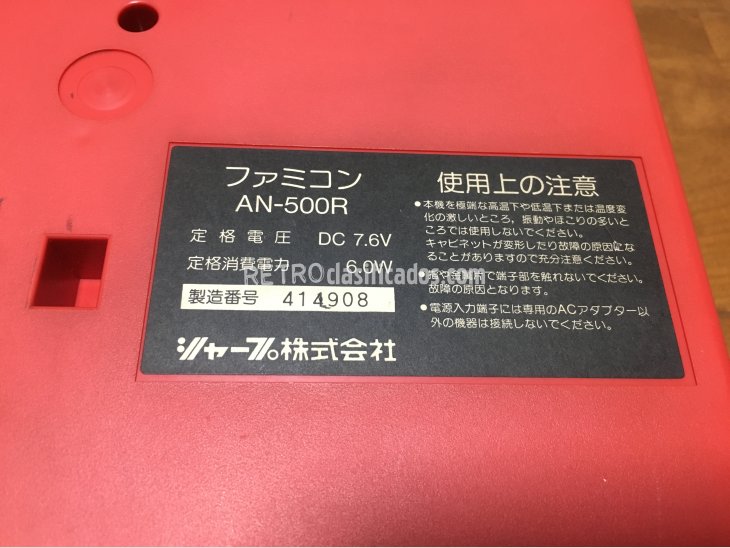 ファミコン
AN-500R
定格電圧 DC 7.6V
定格消費電力 6.0W
製造番号 414908
シャープ株式会社
使用上の注意
●本機を極端な高温下や低温下または温度変
化の激しいところ、振動やほこりの多いと
ころでは使用しないでください。
キャビネットが変形したり故障の原因にな
ることがありますので充分注意ください。
で端子部を触れないでください。
故障の原因となります。
●電源入力端子には専用のACアダプター以
外の機器は接続しないでください。
RETROclasificados.com